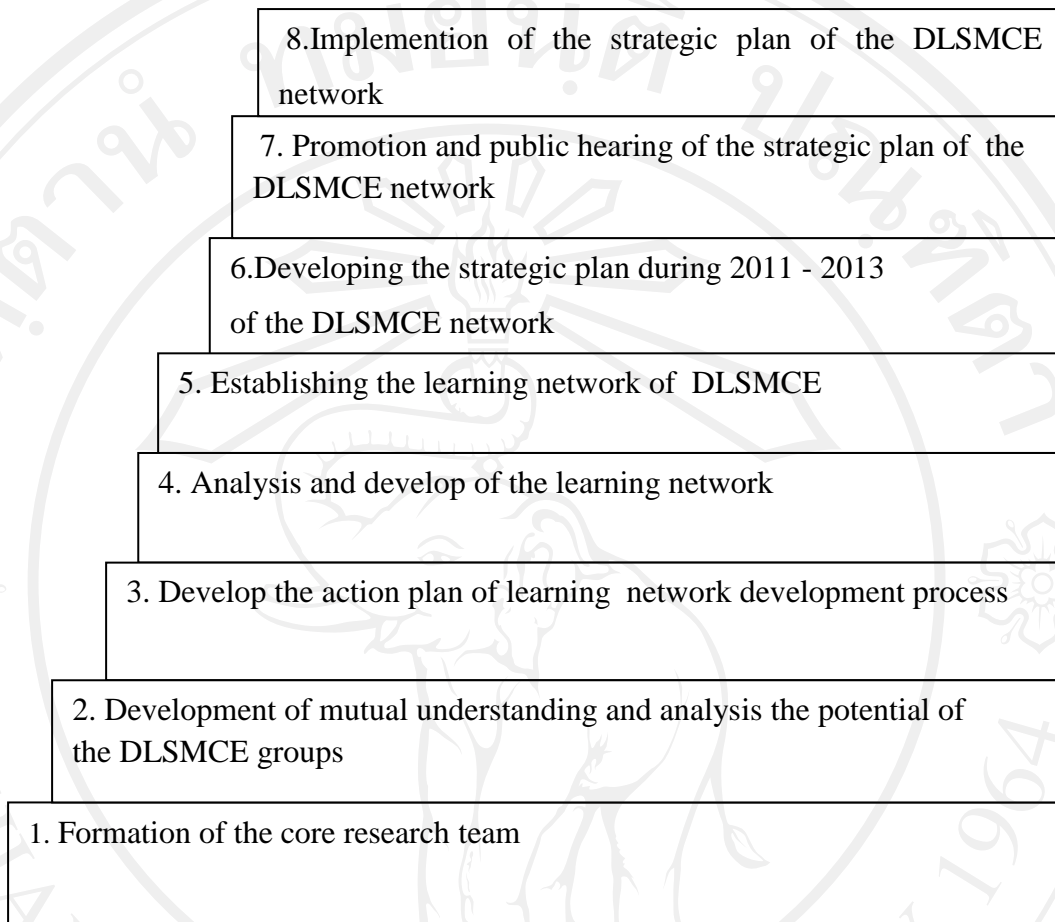 8.Implemention of the strategic plan of the DLSMCE
network
7. Promotion and public hearing of the strategic plan of the
DLSMCE network
6.Developing the strategic plan during 2011 - 2013
of the DLSMCE network
5. Establishing the learning network of DLSMCE
4. Analysis and develop of the learning network
3. Develop the action plan of learning network development process
2. Development of mutual understanding and analysis the potential of
the DLSMCE groups
1. Formation of the core research team
1964